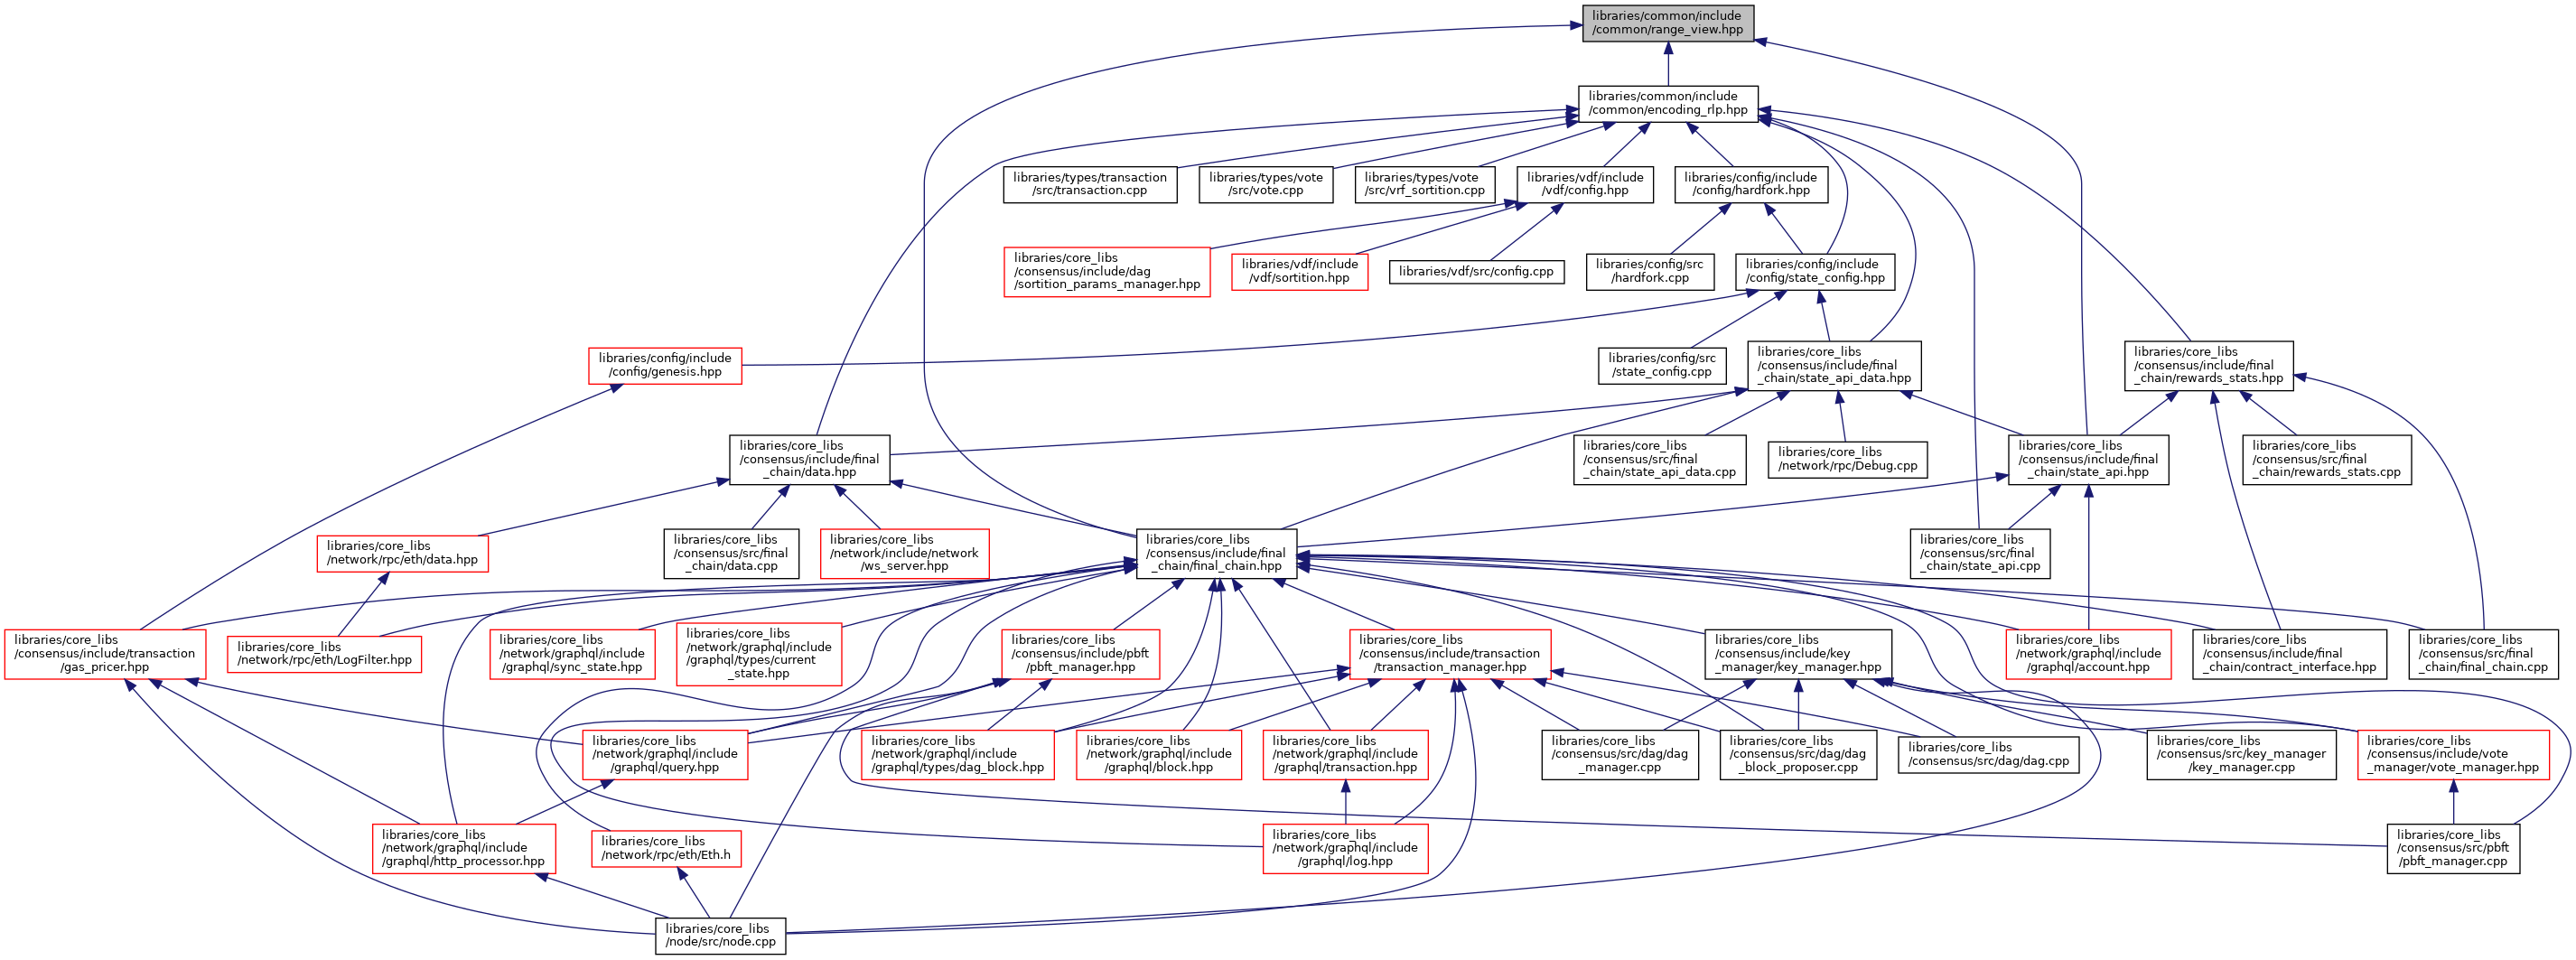 libraries/common/include
/common/range_view.hpp
libraries/common/include
/common/encoding_rlp.hpp
libraries/types/transaction
/src/transaction.cpp
libraries/types/vote
/src/vote.cpp
libraries/types/vote
/src/vrf_sortition.cpp
libraries/vdf/include
/vdf/config.hpp
libraries/config/include
/config/hardfork.hpp
libraries/core_libs
/consensus/include/dag
/sortition_params_manager.hpp
libraries/vdf/include
/vdf/sortition.hpp
libraries/vdf/src/config.cpp
libraries/config/src
/hardfork.cpp
libraries/config/include
/config/state_config.hpp
libraries/config/include
/config/genesis.hpp
libraries/config/src
/state_config.cpp
libraries/core_libs
/consensus/include/final
_chain/state_api_data.hpp
libraries/core_libs
/consensus/include/final
_chain/rewards_stats.hpp
libraries/core_libs
/consensus/include/final
_chain/data.hpp
libraries/core_libs
/consensus/src/final
_chain/state_api_data.cpp
libraries/core_libs
/network/rpc/Debug.cpp
libraries/core_libs
/consensus/include/final
_chain/state_api.hpp
libraries/core_libs
/consensus/src/final
_chain/rewards_stats.cpp
libraries/core_libs
/network/rpc/eth/data.hpp
libraries/core_libs
/consensus/src/final
_chain/data.cpp
libraries/core_libs
/network/include/network
/ws_server.hpp
libraries/core_libs
/consensus/include/final
_chain/final_chain.hpp
libraries/core_libs
/consensus/src/final
_chain/state_api.cpp
libraries/core_libs
/consensus/include/transaction
/gas_pricer.hpp
libraries/core_libs
/network/rpc/eth/LogFilter.hpp
libraries/core_libs
/network/graphql/include
/graphql/sync_state.hpp
libraries/core_libs
/network/graphql/include
/graphql/types/current
_state.hpp
libraries/core_libs
/consensus/include/pbft
/pbft_manager.hpp
libraries/core_libs
/consensus/include/transaction
/transaction_manager.hpp
libraries/core_libs
/consensus/include/key
_manager/key_manager.hpp
libraries/core_libs
/network/graphql/include
/graphql/account.hpp
libraries/core_libs
/consensus/include/final
_chain/contract_interface.hpp
libraries/core_libs
/consensus/src/final
_chain/final_chain.cpp
libraries/core_libs
/network/graphql/include
/graphql/query.hpp
libraries/core_libs
/network/graphql/include
/graphql/types/dag_block.hpp
libraries/core_libs
/network/graphql/include
/graphql/block.hpp
libraries/core_libs
/network/graphql/include
/graphql/transaction.hpp
libraries/core_libs
/consensus/src/dag/dag
_manager.cpp
libraries/core_libs
/consensus/src/dag/dag
_block_proposer.cpp
libraries/core_libs
/consensus/src/dag/dag.cpp
libraries/core_libs
/consensus/src/key_manager
/key_manager.cpp
libraries/core_libs
/consensus/include/vote
_manager/vote_manager.hpp
libraries/core_libs
/network/graphql/include
/graphql/http_processor.hpp
libraries/core_libs
/network/rpc/eth/Eth.h
libraries/core_libs
/network/graphql/include
/graphql/log.hpp
libraries/core_libs
/consensus/src/pbft
/pbft_manager.cpp
libraries/core_libs
/node/src/node.cpp